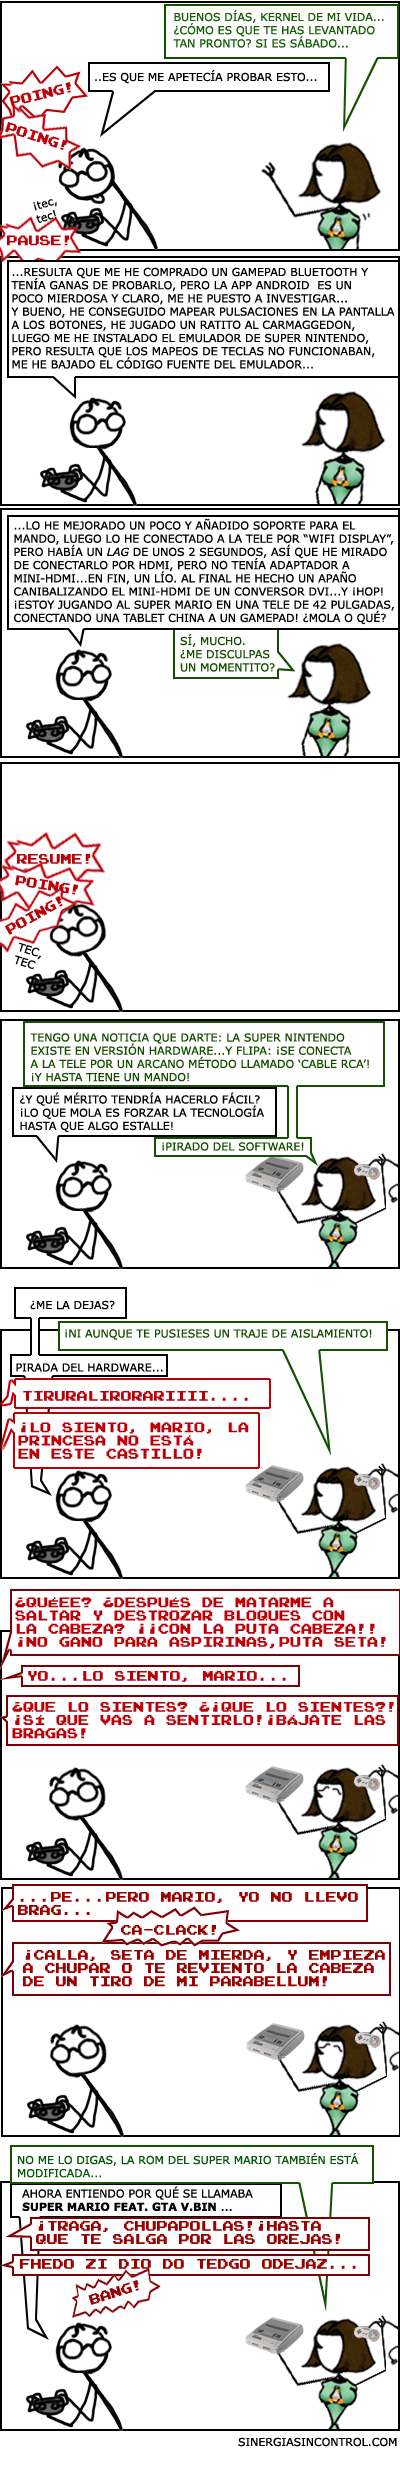 BUENOS DÍAS, KERNEL DE MI VIDA...
¿CÓMO ES QUE TE HAS LEVANTADO
TAN PRONTO? SI ES SÁBADO...
..ES QUE ME APETECÍA PROBAR ESTO...
POING!
POING!
¡tec,
tec!
PAUSE!
...RESULTA QUE ME HE COMPRADO UN GAMEPAD BLUETOOTH Y
TENÍA GANAS DE PROBARLO, PERO LA APP ANDROID ES UN
POCO MIERDOSA Y CLARO, ME HE PUESTO A INVESTIGAR...
Y BUENO, HE CONSEGUIDO MAPEAR PULSACIONES EN LA PANTALLA
A LOS BOTONES, HE JUGADO UN RATITO AL CARMAGGEDON,
LUEGO ME HE INSTALADO EL EMULADOR DE SUPER NINTENDO,
PERO RESULTA QUE LOS MAPEOS DE TECLAS NO FUNCIONABAN,
ME HE BAJADO EL CÓDIGO FUENTE DEL EMULADOR...
...LO HE MEJORADO UN POCO Y AÑADIDO SOPORTE PARA EL
MANDO, LUEGO LO HE CONECTADO A LA TELE POR "WIFI DISPLAY",
PERO HABÍA UN LAG DE UNOS 2 SEGUNDOS, ASÍ QUE HE MIRADO
DE CONECTARLO POR HDMI, PERO NO TENÍA ADAPTADOR A
MINI-HDMI...EN FIN, UN LÍO. AL FINAL HE HECHO UN APAÑO
CANIBALIZANDO EL MINI-HDMI DE UN CONVERSOR DVI...Y ¡HOP!
¡ESTOY JUGANDO AL SUPER MARIO EN UNA TELE DE 42 PULGADAS,
CONECTANDO UNA TABLET CHINA A UN GAMEPAD! ¿MOLA O QUÉ?
SÍ, MUCHO.
¿ME DISCULPAS
UN MOMENTITO?
RESUME!
POING!
POING!
TEC,
TEC
TENGO UNA NOTICIA QUE DARTE: LA SUPER NINTENDO
EXISTE EN VERSIÓN HARDWARE...Y FLIPA: ¡SE CONECTA
A LA TELE POR UN ARCANO MÉTODO LLAMADO 'CABLE RCA'!
¡Y HASTA TIENE UN MANDO!
¿Y QUÉ MÉRITO TENDRÍA HACERLO FÁCIL?
¡LO QUE MOLA ES FORZAR LA TECNOLOGÍA
HASTA QUE ALGO ESTALLE!
¡PIRADO DEL SOFTWARE!
¿ME LA DEJAS?
¡NI AUNQUE TE PUSIESES UN TRAJE DE AISLAMIENTO!
PIRADA DEL HARDWARE...
TIRURALIRORARIIII....
¡LO SIENTO, MARIO, LA
PRINCESA NO ESTÁ
EN ESTE CASTILLO!
¿QUÉEE? ¿DESPUÉS DE MATARME A
SALTAR Y DESTROZAR BLOQUES CON
LA CABEZA? ¡¡CON LA PUTA CABEZA!!
¡NO GANO PARA ASPIRINAS,PUTA SETA!
YO...LO SIENTO, MARIO...
¿QUE LO SIENTES? ¿¡QUE LO SIENTES?!
¡SÍ QUE VAS A SENTIRLO!¡BÁJATE LAS
BRAGAS!
...PE...PERO MARIO, YO NO LLEVO
BRAG...
CA-CLACK!
¡CALLA, SETA DE MIERDA, Y EMPIEZA
A CHUPAR O TE REVIENTO LA CABEZA
DE UN TIRO DE MI PARABELLUM!
NO ME LO DIGAS, LA ROM DEL SUPER MARIO TAMBIÉN ESTÁ
MODIFICADA...
AHORA ENTIENDO POR QUÉ SE LLAMABA
SUPER MARIO FEAT. GTA V.BIN ...
¡TRAGA, CHUPAPOLLAS!¡HASTA
QUE TE SALGA POR LAS OREJAS!
FHEDO ZI DIO DO TEDGO ODEJAZ...
BANG!
SINERGIASINCONTROL.COM